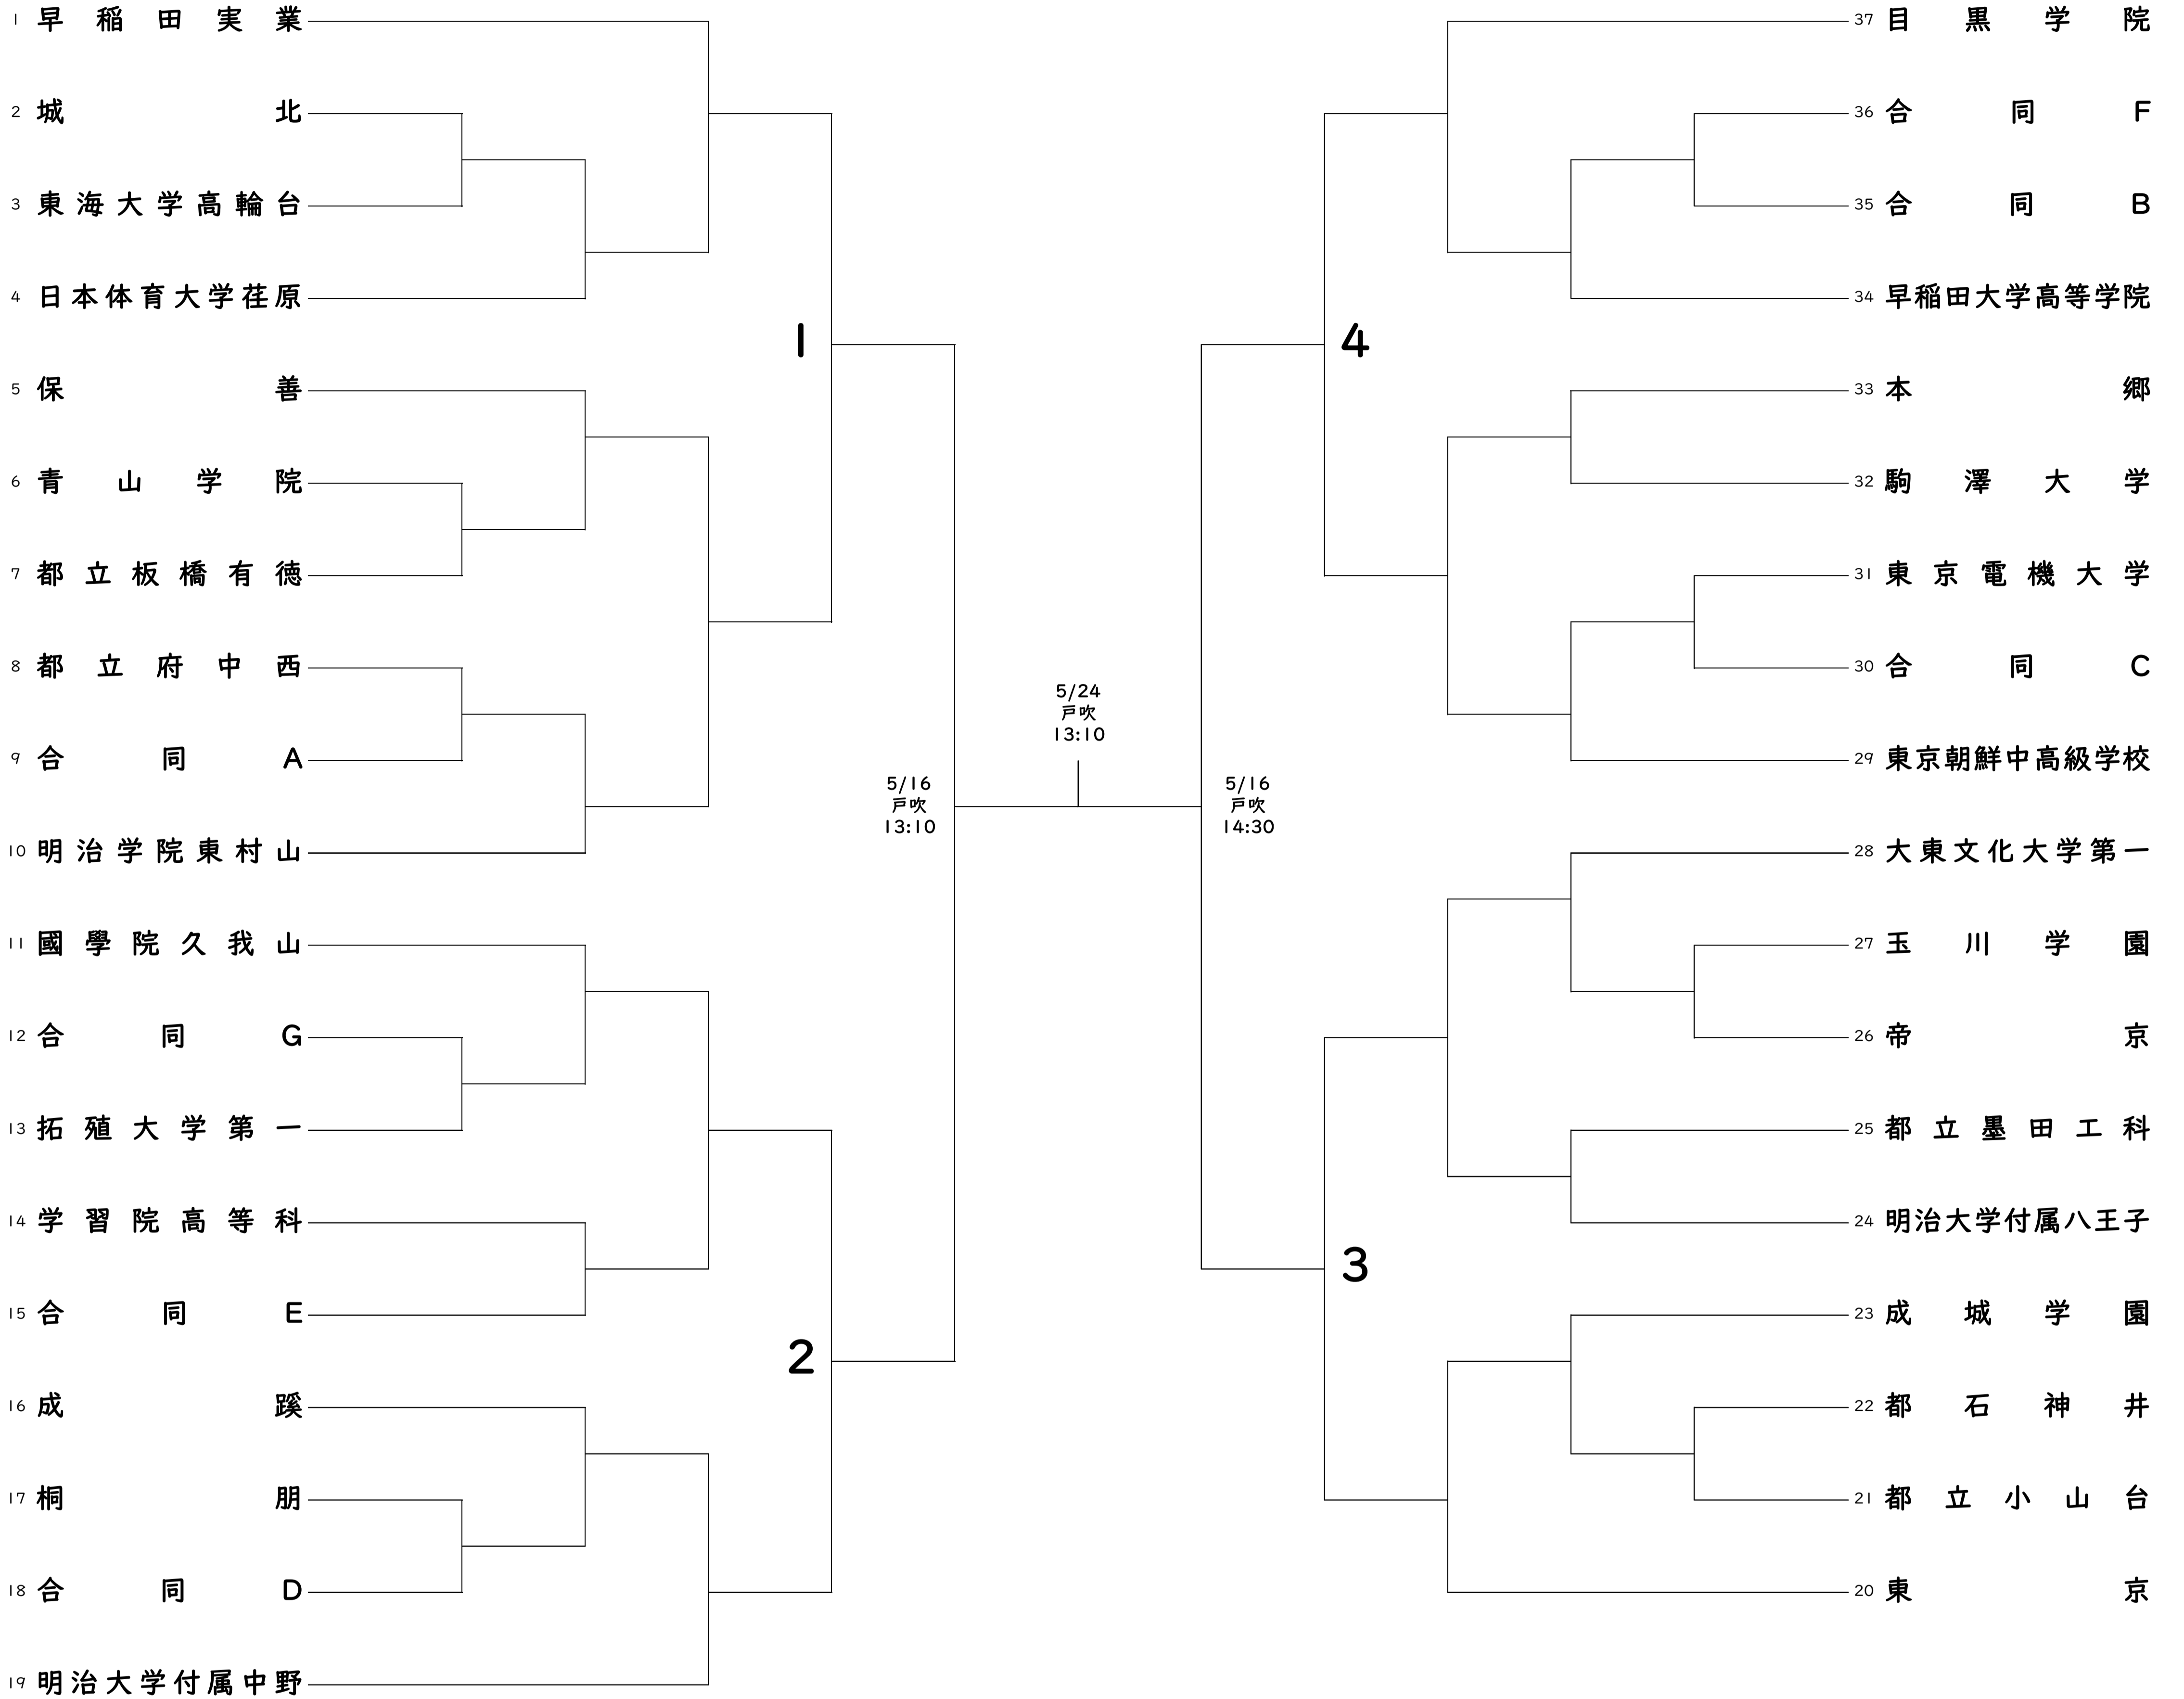 1 早稲田実業
2 城北
3 東海大学高輪台
4 日本体育大学荏原
5 保善
6 青山学院
7 都立板橋有徳
8 都立府中西
9 合同A
10 明治学院東村山
11 國學院久我山
12 合同G
13 拓殖大学第一
14 学習院高等科
15 合同E
16 成蹊
17 桐朋
18 合同D
19 明治大学付属中野
1
2
5/16
戸吹
13:10
5/24
戸吹
13:10
5/16
戸吹
14:30
4
3
37 目黒学院
36 合同F
35 合同B
34 早稲田大学高等学院
33 本郷
32 駒澤大学
31 東京電機大学
30 合同C
29 東京朝鮮中高級学校
28 大東文化大学第一
27 玉川学園
26 帝京
25 都立墨田工科
24 明治大学付属八王子
23 成城学園
22 都石神井
21 都立小山台
20 東京